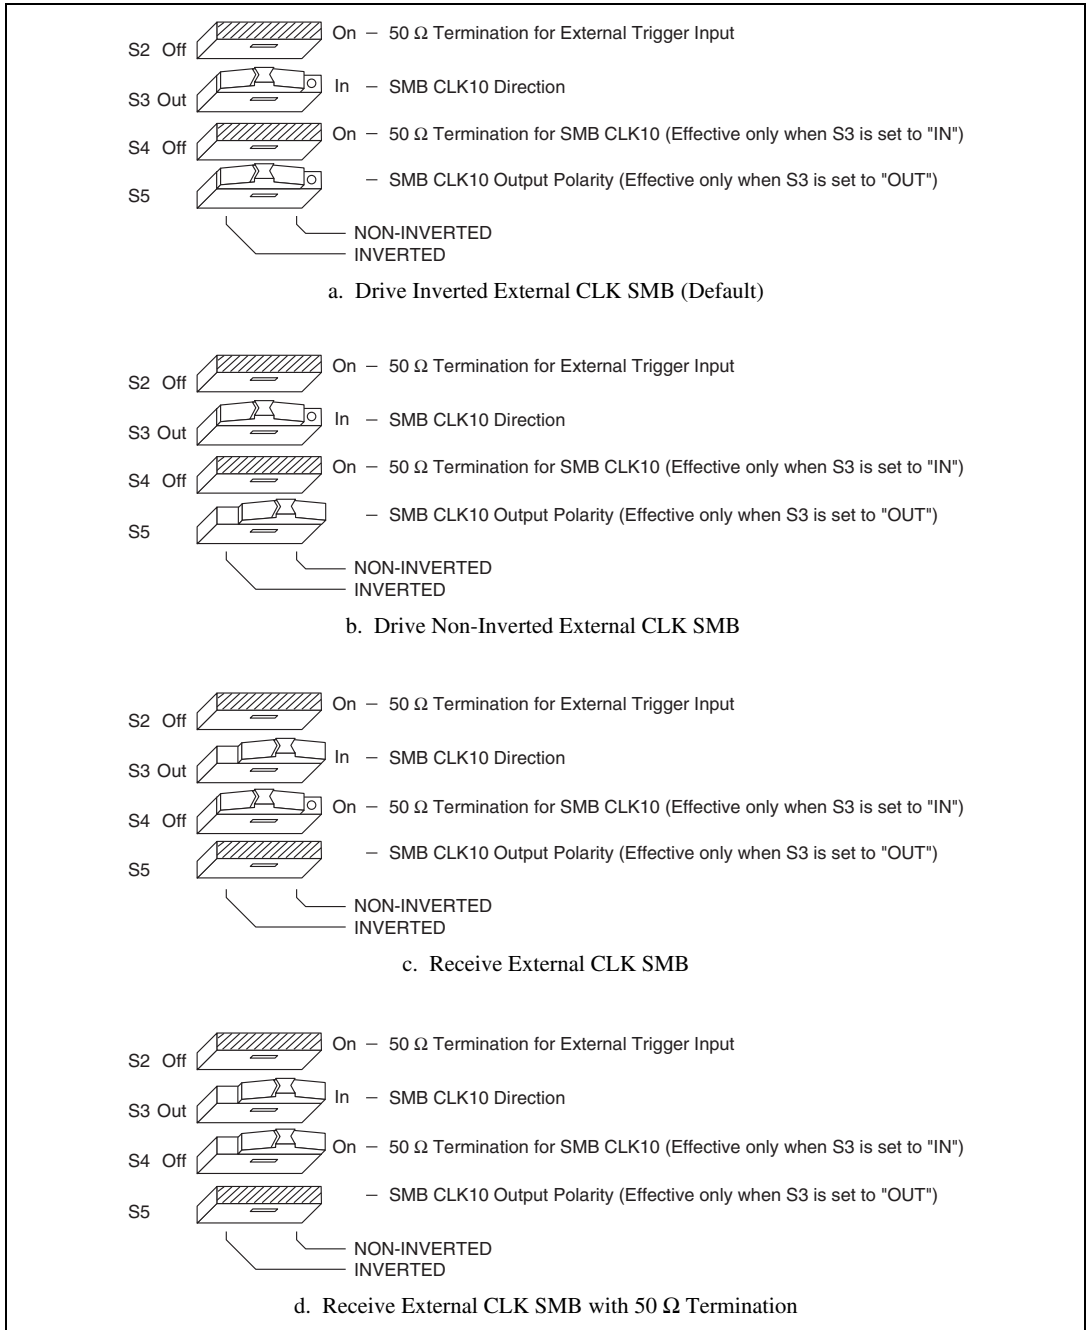 S2 Off On – 50 Ω Termination for External Trigger Input
S3 Out In – SMB CLK10 Direction
S4 Off On – 50 Ω Termination for SMB CLK10 (Effective only when S3 is set to "IN")
S5 – SMB CLK10 Output Polarity (Effective only when S3 is set to "OUT")
NON-INVERTED
INVERTED
a. Drive Inverted External CLK SMB (Default)
S2 Off On – 50 Ω Termination for External Trigger Input
S3 Out In – SMB CLK10 Direction
S4 Off On – 50 Ω Termination for SMB CLK10 (Effective only when S3 is set to "IN")
S5 – SMB CLK10 Output Polarity (Effective only when S3 is set to "OUT")
NON-INVERTED
INVERTED
b. Drive Non-Inverted External CLK SMB
S2 Off On – 50 Ω Termination for External Trigger Input
S3 Out In – SMB CLK10 Direction
S4 Off On – 50 Ω Termination for SMB CLK10 (Effective only when S3 is set to "IN")
S5 – SMB CLK10 Output Polarity (Effective only when S3 is set to "OUT")
NON-INVERTED
INVERTED
c. Receive External CLK SMB
S2 Off On – 50 Ω Termination for External Trigger Input
S3 Out In – SMB CLK10 Direction
S4 Off On – 50 Ω Termination for SMB CLK10 (Effective only when S3 is set to "IN")
S5 – SMB CLK10 Output Polarity (Effective only when S3 is set to "OUT")
NON-INVERTED
INVERTED
d. Receive External CLK SMB with 50 Ω Termination